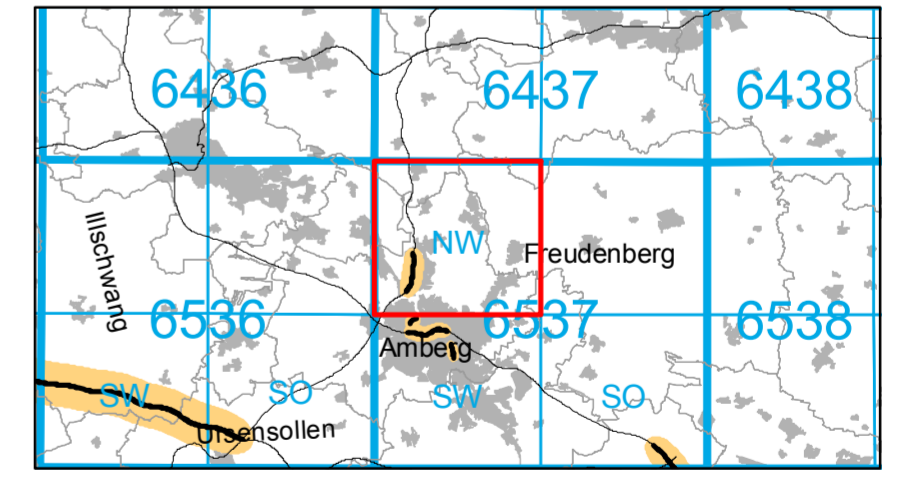 6436
6437
6438
Illschwang
NW
Freudenberg
6536
6537
6538
Amberg
SW
SO
SW
SO
Ursensollen